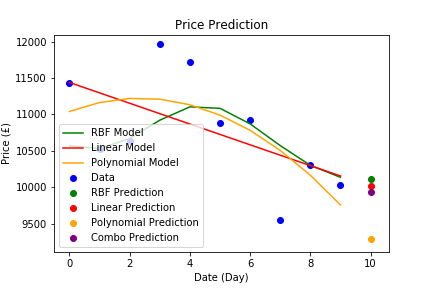 Price Prediction
12000
11500
11000
10500
10000
9500
Price (£)
RBF Model
Linear Model
Polynomial Model
Data
RBF Prediction
Linear Prediction
Polynomial Prediction
Combo Prediction
0 2 4 6 8 10
Date (Day)